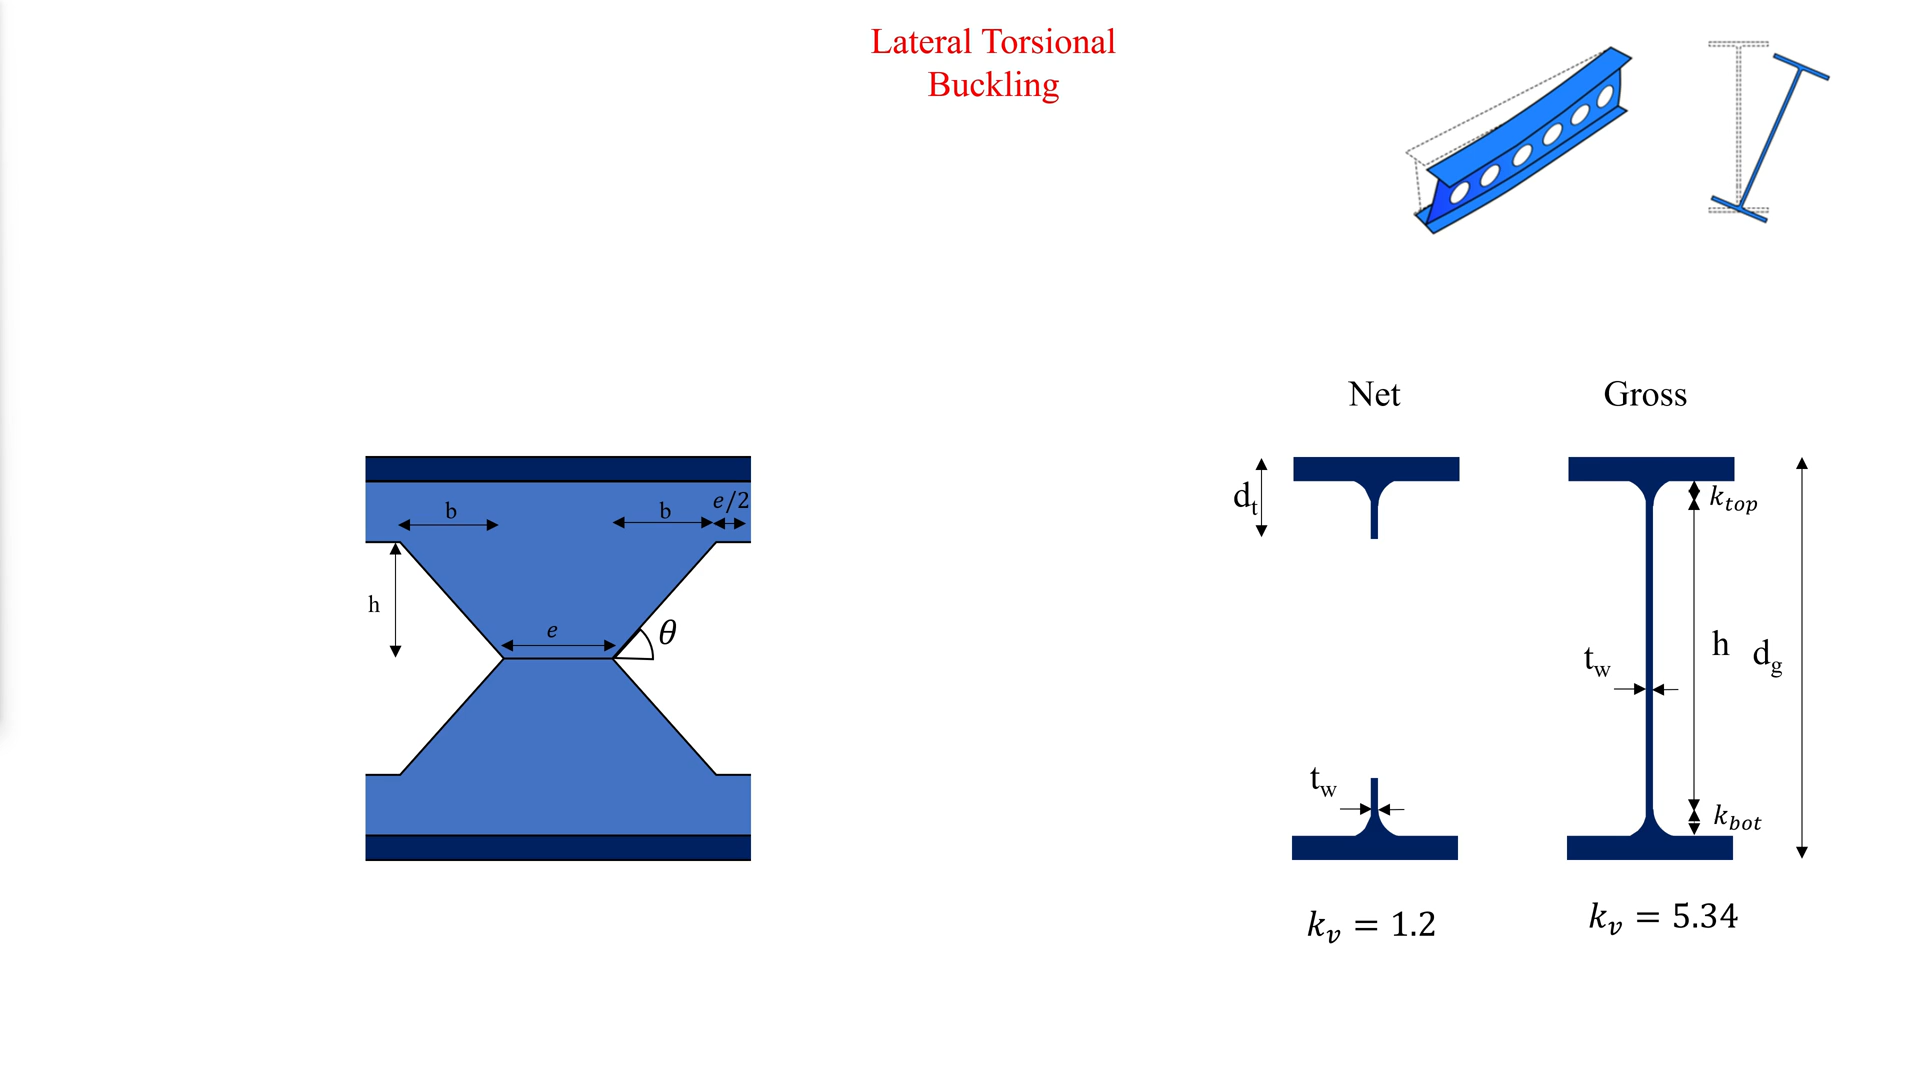 Lateral Torsional
Buckling
Net
Gross
b
b
e/2
h
e
θ
d_t
t_w
k_top
t_w
h
d_g
k_bot
k_v = 1.2
k_v = 5.34